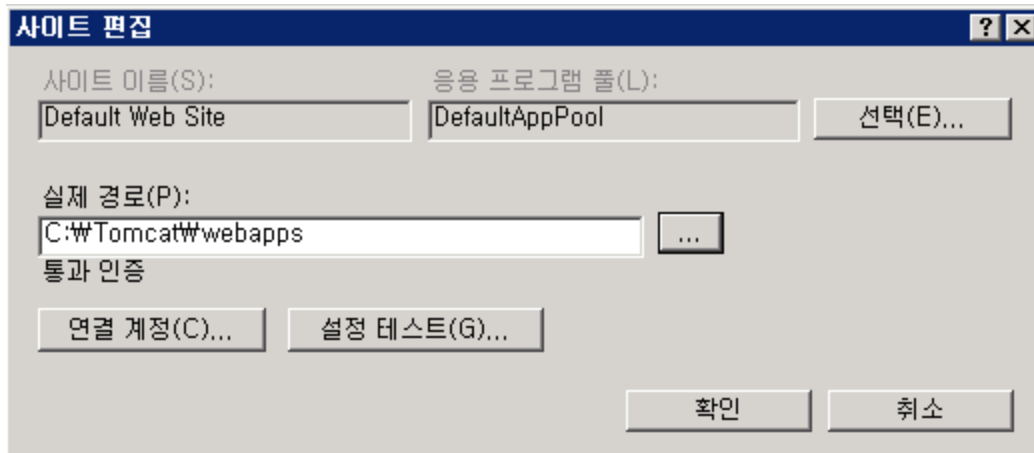 사이트 편집
? X
사이트 이름(S): 응용 프로그램 풀(L):
Default Web Site DefaultAppPool 선택(E)...
실제 경로(P):
C:₩Tomcat₩webapps ...
통과 인증
연결 계정(C)... 설정 테스트(G)...
확인 취소